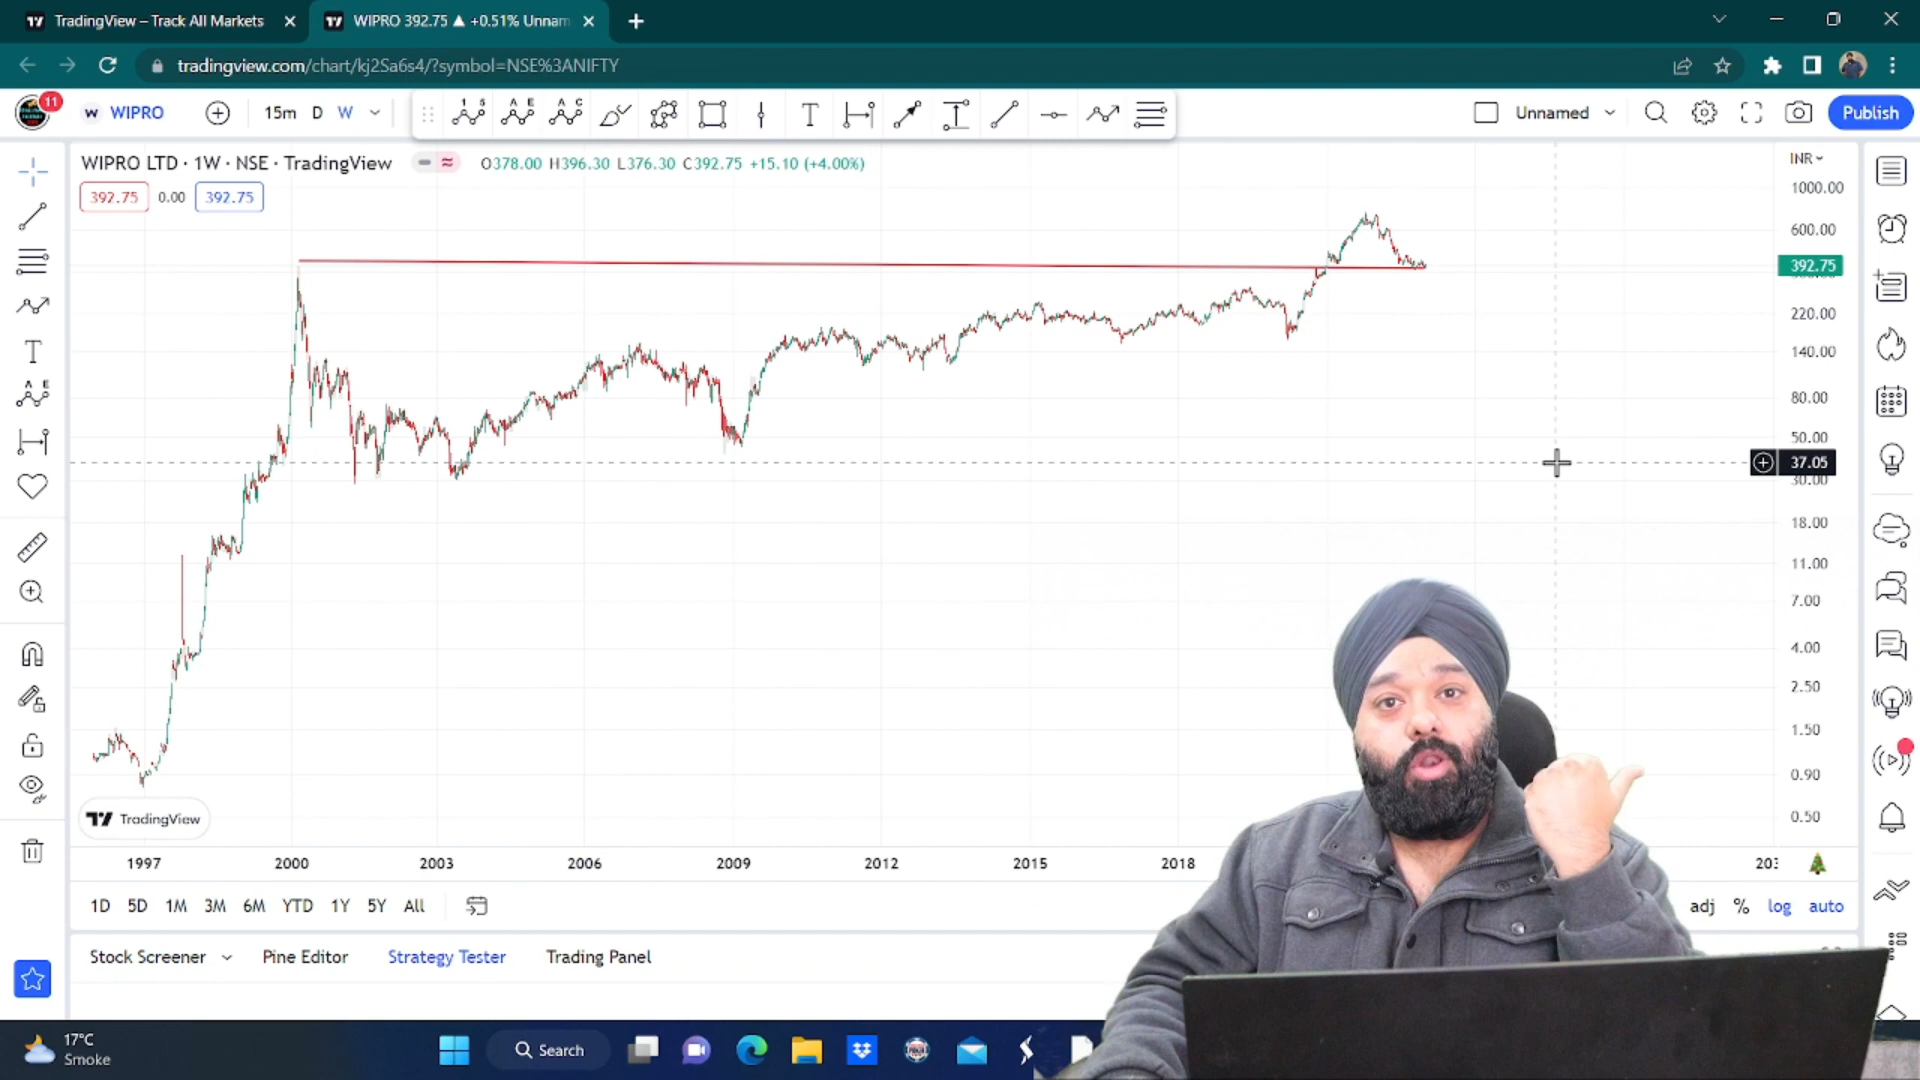 TradingView – Track All Markets
WIPRO 392.75 ▲ +0.51% Unnam
tradingview.com/chart/kj2Sa6s4/?symbol=NSE%3ANIFTY
11
W WIPRO
15m D W
1 5
A E
A C
T
Unnamed
Publish
WIPRO LTD · 1W · NSE · TradingView
O378.00 H396.30 L376.30 C392.75 +15.10 (+4.00%)
INR
392.75 0.00 392.75
1000.00
600.00
392.75
220.00
140.00
80.00
50.00
37.05
30.00
18.00
11.00
7.00
4.00
2.50
1.50
0.90
0.50
T
A E
TradingView
1997 2000 2003 2006 2009 2012 2015 2018
1D 5D 1M 3M 6M YTD 1Y 5Y All
adj % log auto
Stock Screener Pine Editor Strategy Tester Trading Panel
17°C
Smoke
Search